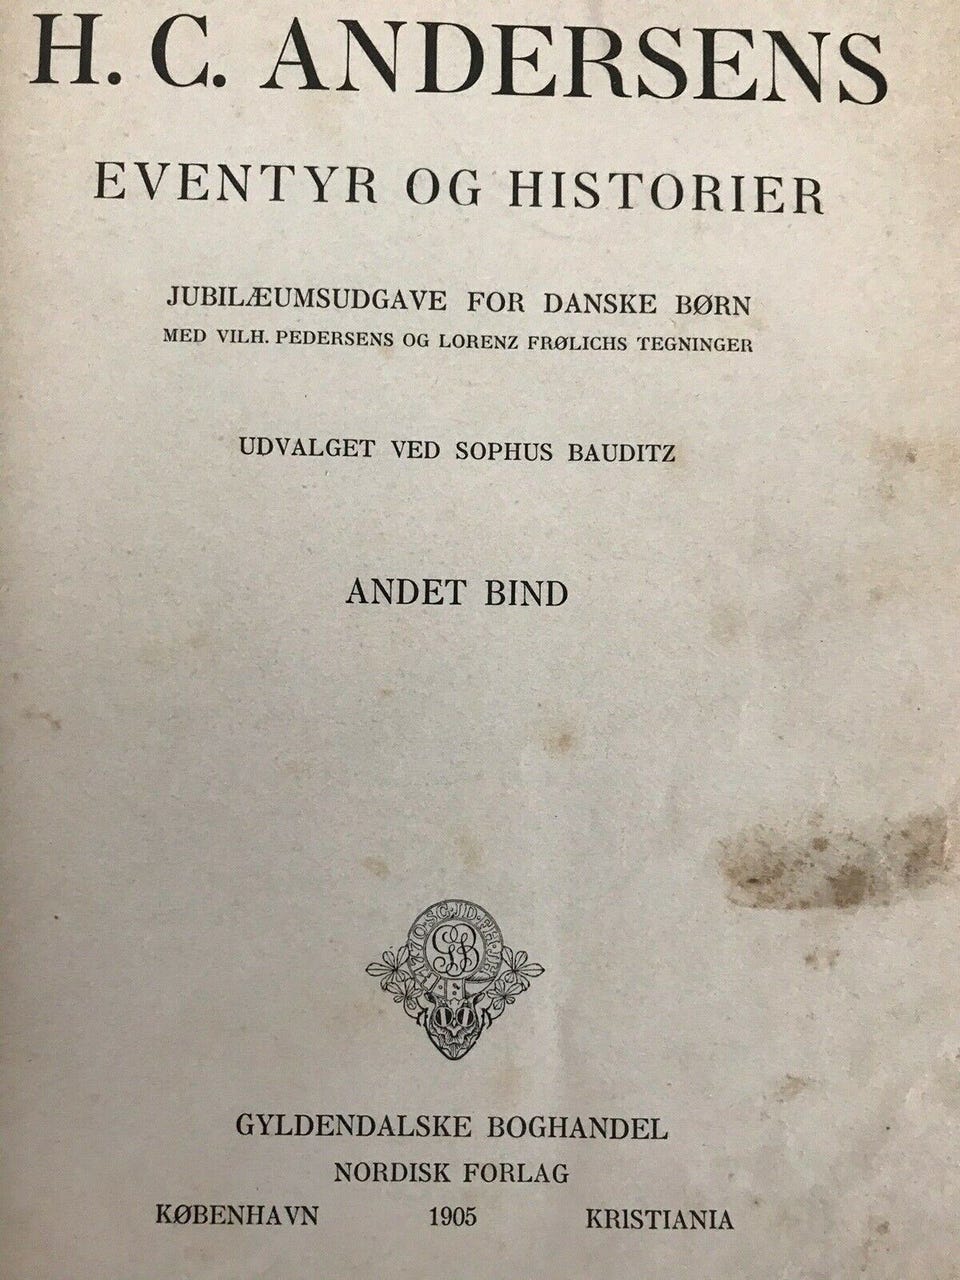 H. C. ANDERSENS
EVENTYR OG HISTORIER
JUBILÆUMSUDGAVE FOR DANSKE BØRN
MED VILH. PEDERSENS OG LORENZ FRØLICHS TEGNINGER
UDVALGET VED SOPHUS BAUDITZ
ANDET BIND
GB
GYLDENDALSKE BOGHANDEL
NORDISK FORLAG
KØBENHAVN 1905 KRISTIANIA